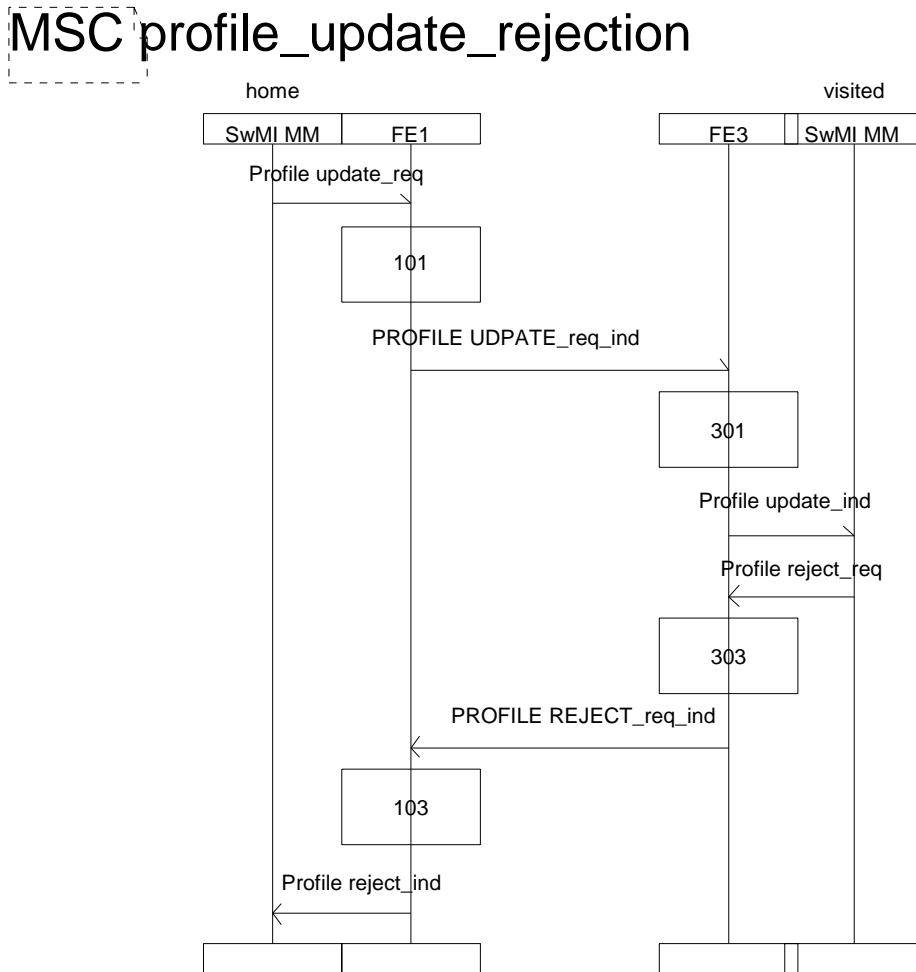 MSC profile_update_rejection
home visited
SwMI MM FE1 FE3 SwMI MM
Profile update_req
101
PROFILE UDPATE_req_ind
301
Profile update_ind
Profile reject_req
303
PROFILE REJECT_req_ind
103
Profile reject_ind